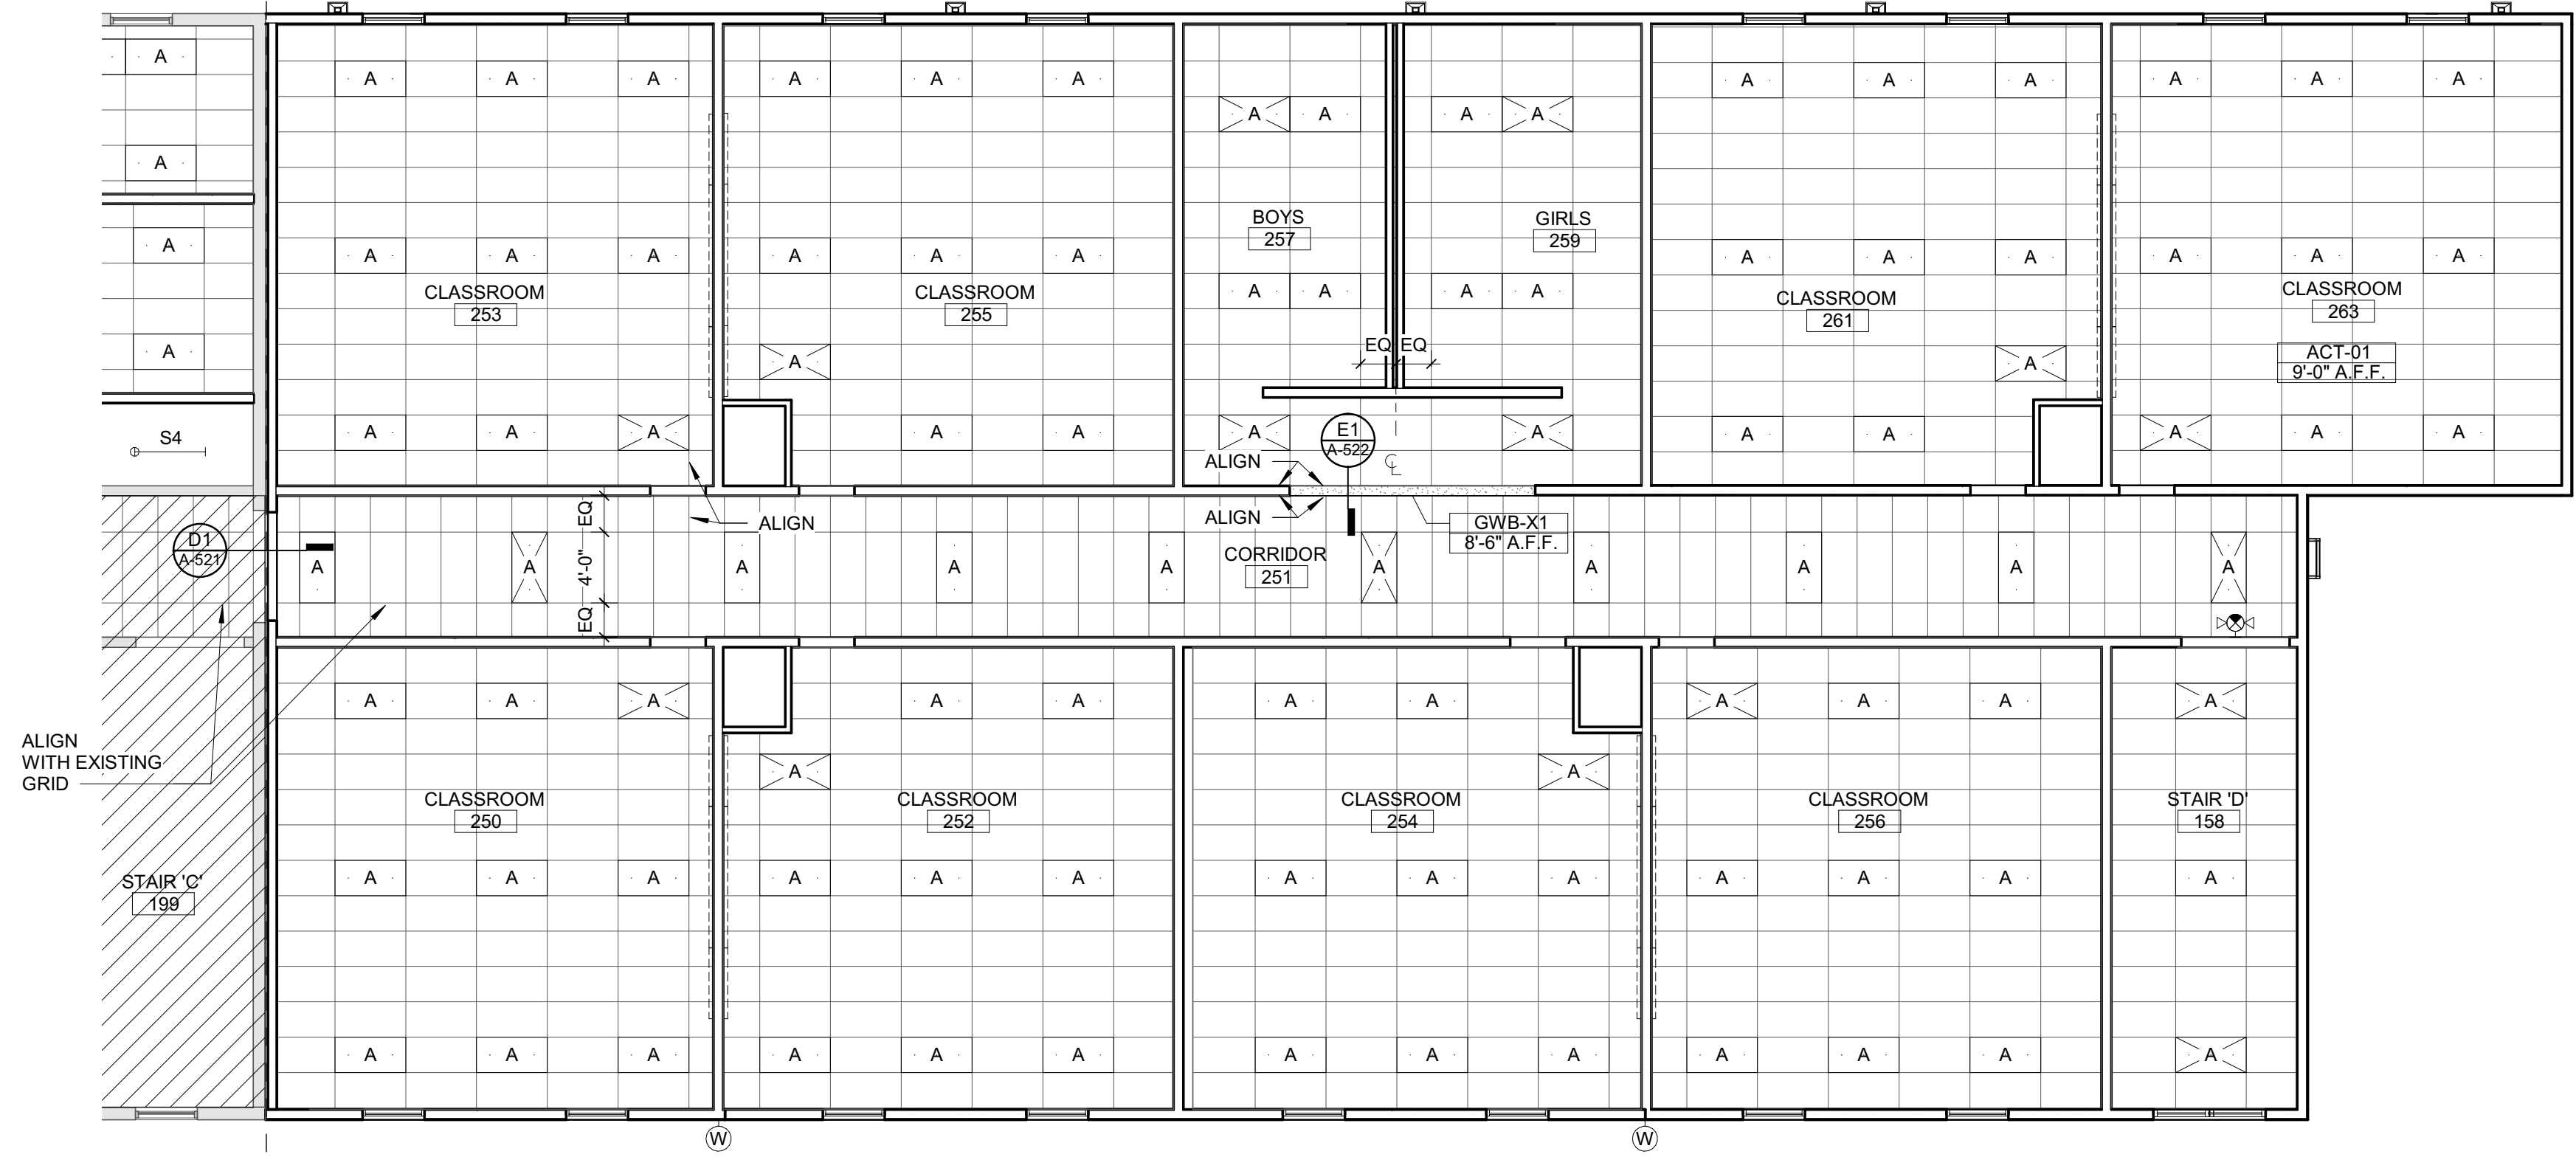 A A A A A A A A A A A A A
A A A A
A
BOYS
257
GIRLS
259
A A A A A A A A A A A A A
A A A A
CLASSROOM
253
CLASSROOM
255
CLASSROOM
261
CLASSROOM
263
EQ EQ
ACT-01
9'-0" A.F.F.
A
A
A
A A A A A A A A A A A A
S4
E1
A-522
ALIGN
CL
EQ
ALIGN
ALIGN
GWB-X1
8'-6" A.F.F.
D1
A-521
4'-0"
CORRIDOR
251
A A A A A A A A A A
EQ
A A A A A A A A A A A
ALIGN
WITH EXISTING
GRID
A A
CLASSROOM
250
CLASSROOM
252
CLASSROOM
254
CLASSROOM
256
STAIR 'D'
158
STAIR 'C'
199
A A A A A A A A A A A A A
A A A A A A A A A A A A A
W W